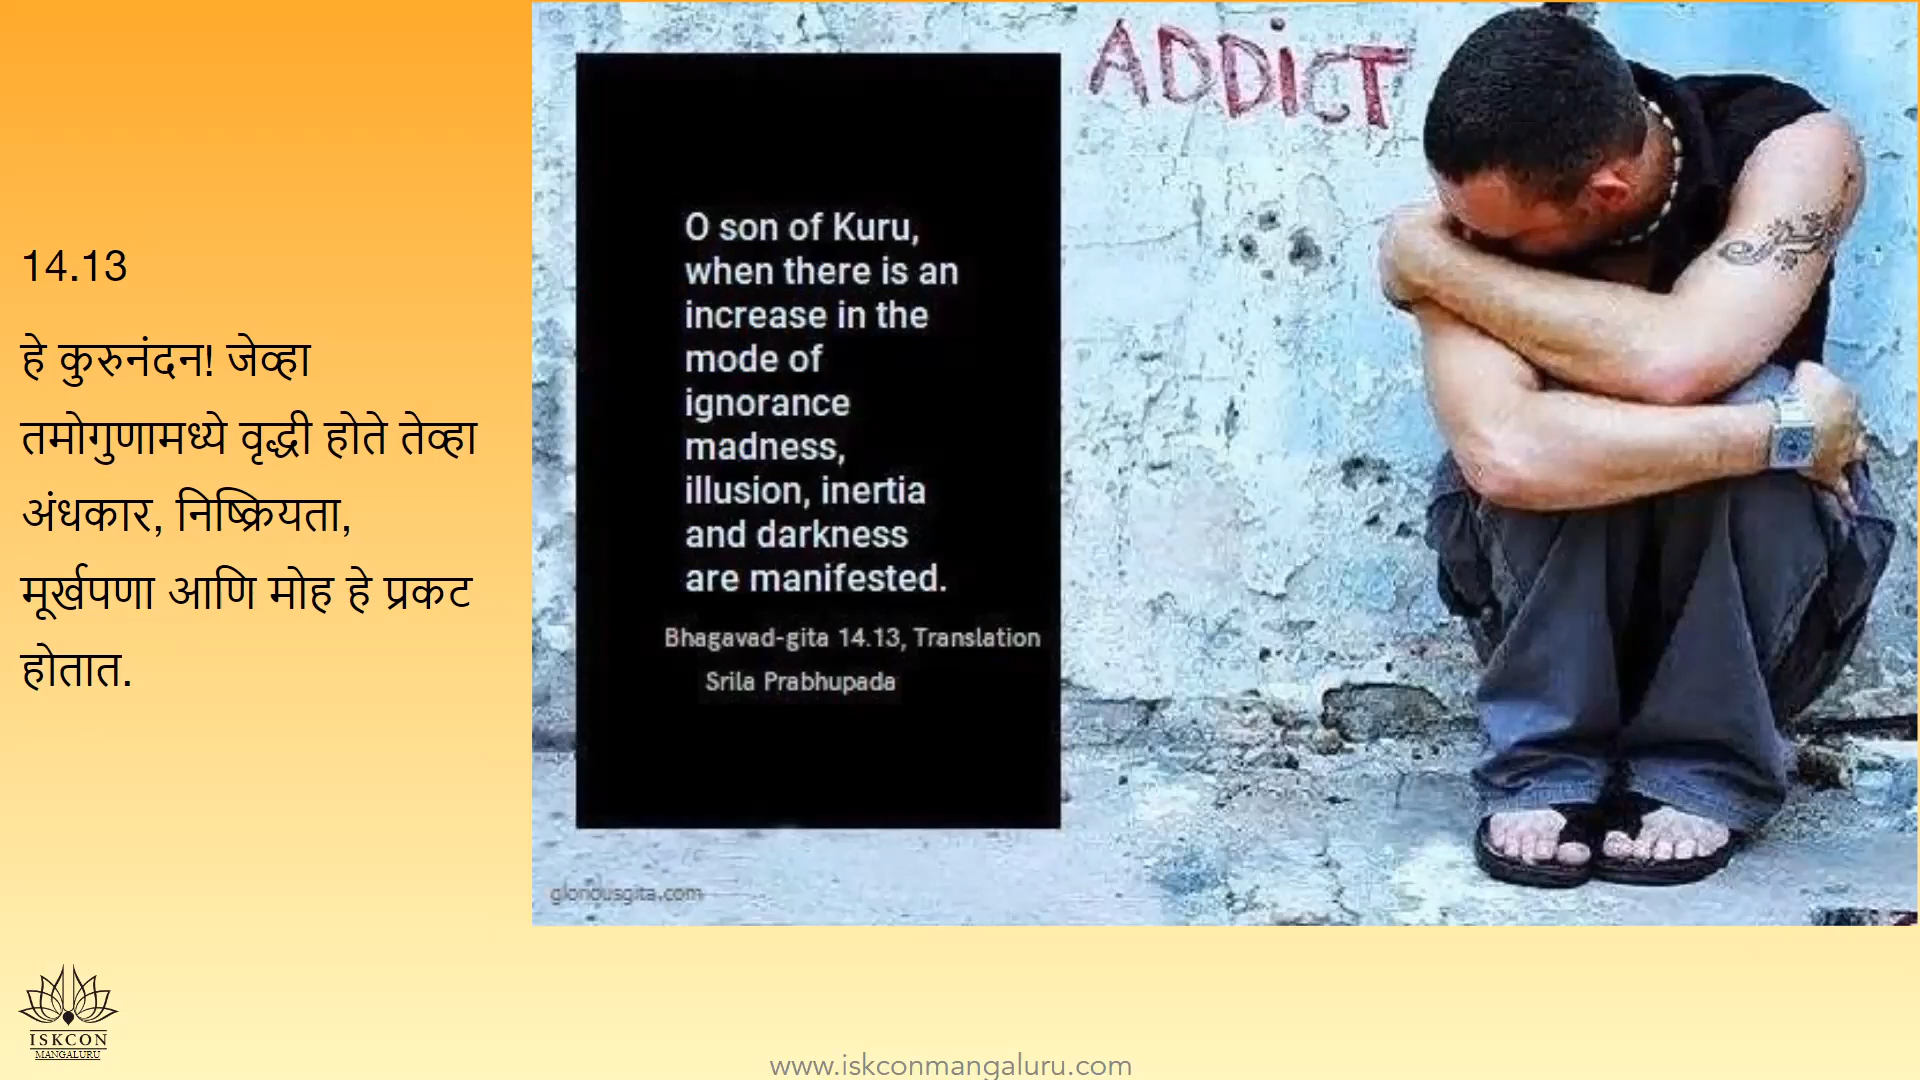 14.13
हे कुरुनंदन! जेव्हा
तमोगुणामध्ये वृद्धी होते तेव्हा
अंधकार, निष्क्रियता,
मूर्खपणा आणि मोह हे प्रकट
होतात.
O son of Kuru,
when there is an
increase in the
mode of
ignorance
madness,
illusion, inertia
and darkness
are manifested.
Bhagavad-gita 14.13, Translation
Srila Prabhupada
ADDiCT
gloriousgita.com
ISKCON
MANGALURU
www.iskconmangaluru.com